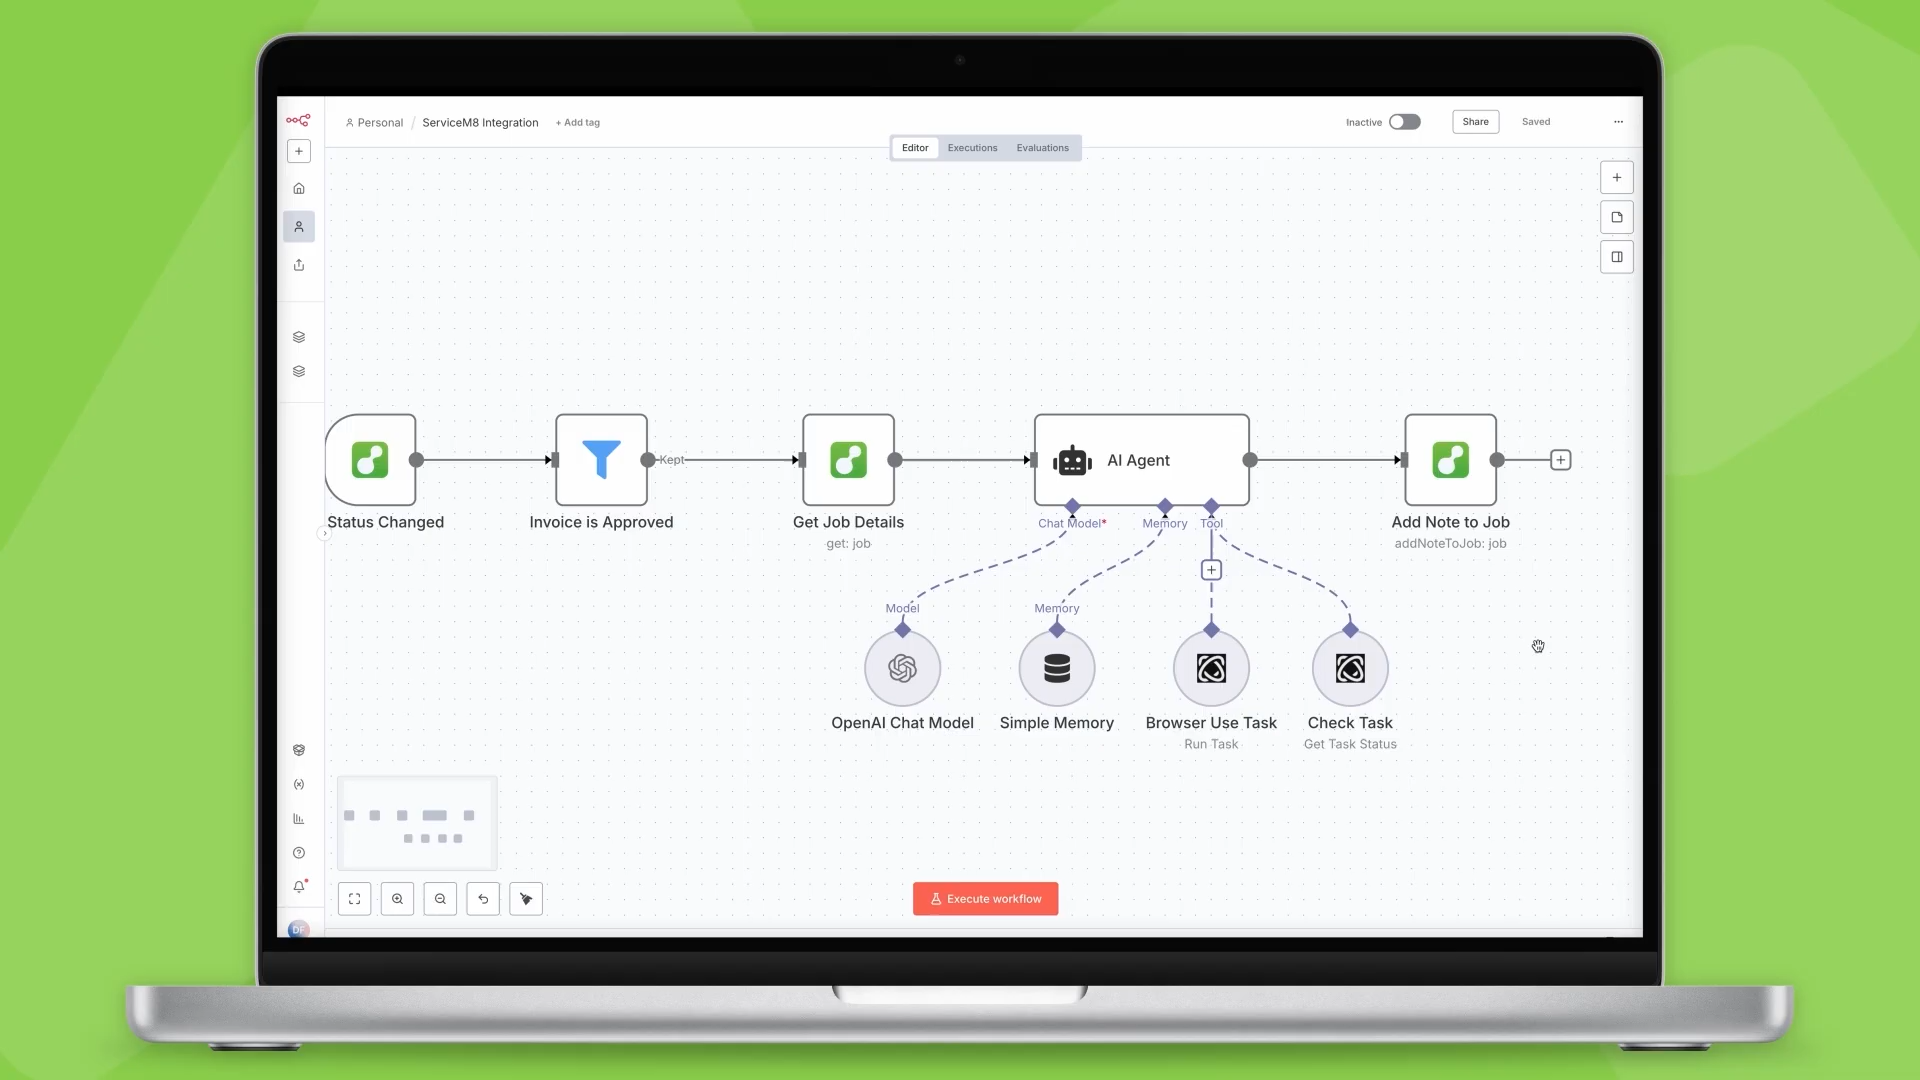 Personal / ServiceM8 Integration + Add tag
Inactive
Share
Saved
Editor Executions Evaluations
Kept
AI Agent
Status Changed
Invoice is Approved
Get Job Details
get: job
Chat Model*
Memory
Tool
Add Note to Job
addNoteToJob: job
Model
Memory
OpenAI Chat Model
Simple Memory
Browser Use Task
Run Task
Check Task
Get Task Status
Execute workflow
DF